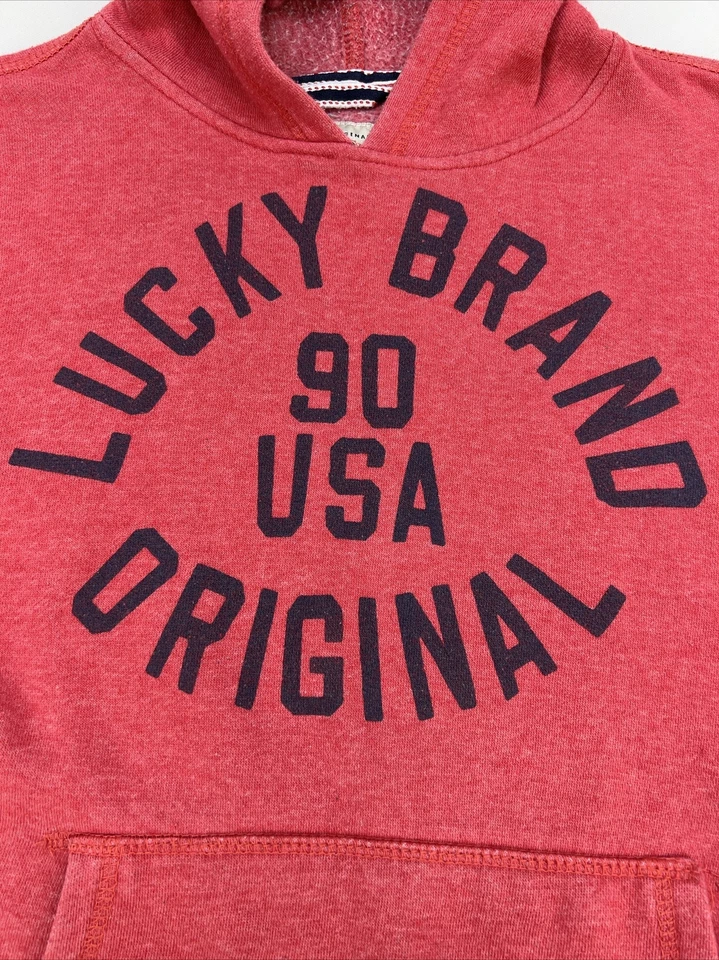 LUCKY BRAND
90
USA
ORIGINAL